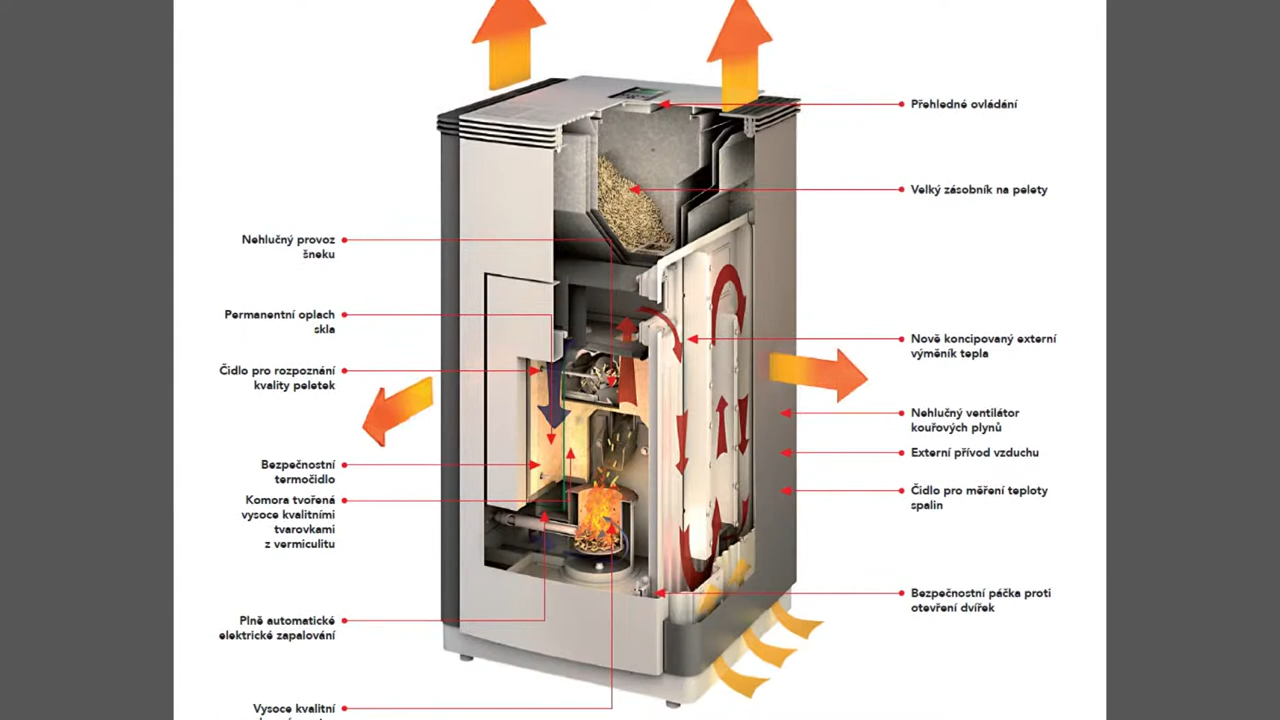 Přehledné ovládání
Velký zásobník na pelety
Nehlučný provoz
šneku
Permanentní oplach
skla
Čidlo pro rozpoznání
kvality peletek
Nově koncipovaný externí
výměník tepla
Nehlučný ventilátor
kouřových plynů
Externí přívod vzduchu
Bezpečnostní
termočidlo
Čidlo pro měření teploty
spalin
Komora tvořená
vysoce kvalitními
tvarovkami
z vermiculitu
Bezpečnostní páčka proti
otevření dvířek
Plně automatické
elektrické zapalování
Vysoce kvalitní